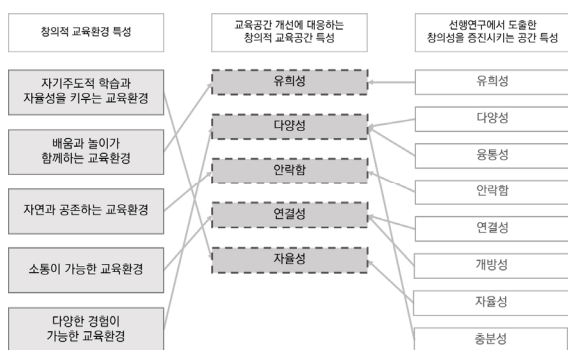 창의적 교육환경 특성
교육공간 개선에 대응하는
창의적 교육공간 특성
선행연구에서 도출한
창의성을 증진시키는 공간 특성
자기주도적 학습과
자율성을 키우는 교육환경
배움과 놀이가
함께하는 교육환경
자연과 공존하는 교육환경
소통이 가능한 교육환경
다양한 경험이
가능한 교육환경
유희성
다양성
안락함
연결성
자율성
유희성
다양성
융통성
안락함
연결성
개방성
자율성
충분성